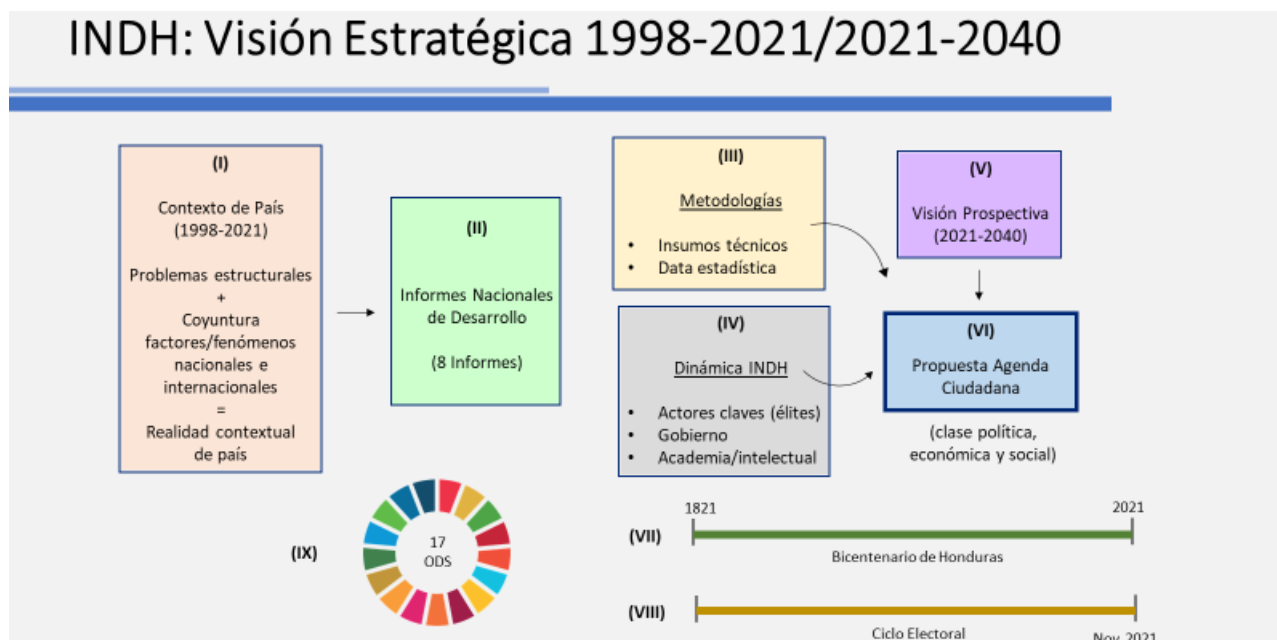 INDH: Visión Estratégica 1998-2021/2021-2040
(I)
Contexto de País
(1998-2021)
Problemas estructurales
+
Coyuntura
factores/fenómenos
nacionales e
internacionales
=
Realidad contextual
de país
(II)
Informes Nacionales
de Desarrollo
(8 Informes)
(III)
Metodologías
• Insumos técnicos
• Data estadística
(IV)
Dinámica INDH
• Actores claves (élites)
• Gobierno
• Academia/intelectual
(V)
Visión Prospectiva
(2021-2040)
(VI)
Propuesta Agenda
Ciudadana
(clase política,
económica y social)
(IX)
17
ODS
(VII)
1821
2021
Bicentenario de Honduras
(VIII)
Ciclo Electoral
Nov. 2021